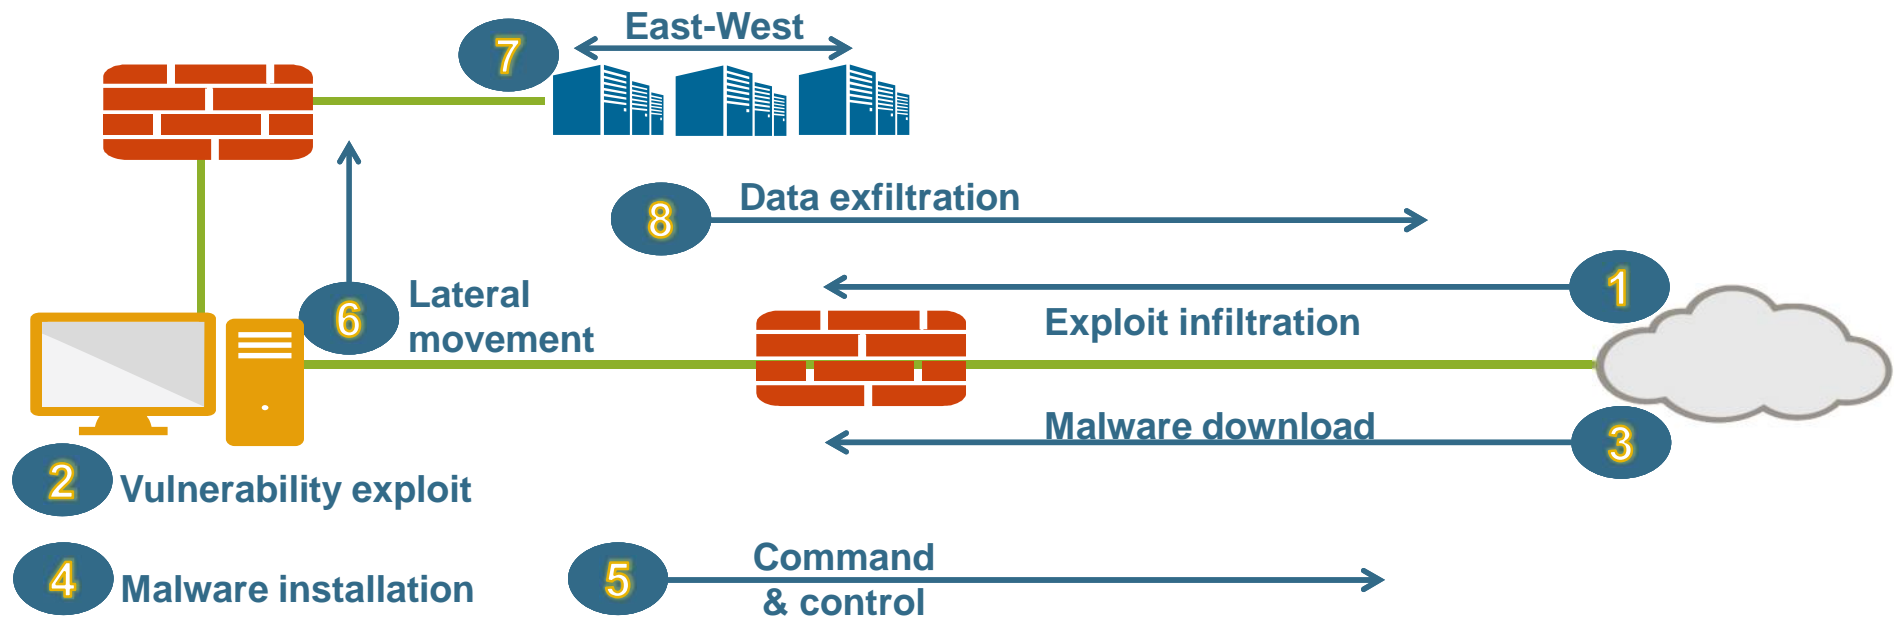 East-West
7
8
Data exfiltration
1
6
Lateral
movement
Exploit infiltration
Malware download
3
2
Vulnerability exploit
4
Malware installation
5
Command
& control